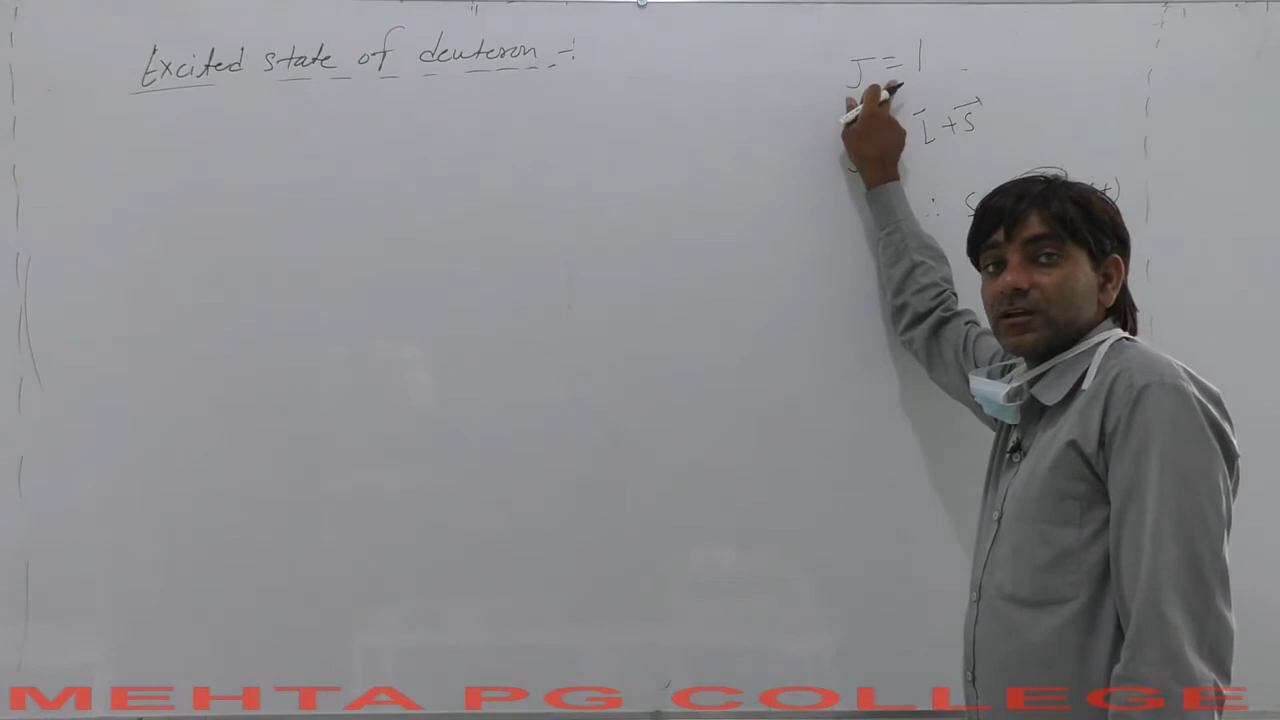 Excited state of deuteron :-
J = 1
L + S
∴ S
MEHTA PG COLLEGE